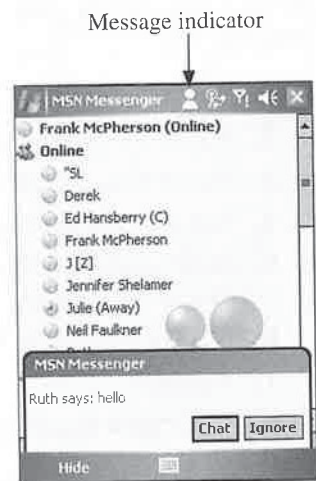 Message indicator
MSN Messenger
Frank McPherson (Online)
Online
"SL
Derek
Ed Hansberry (C)
Frank McPherson
J [Z]
Jennifer Shelamer
Julie (Away)
Neil Faulkner
MSN Messenger
Ruth says: hello
Chat Ignore
Hide